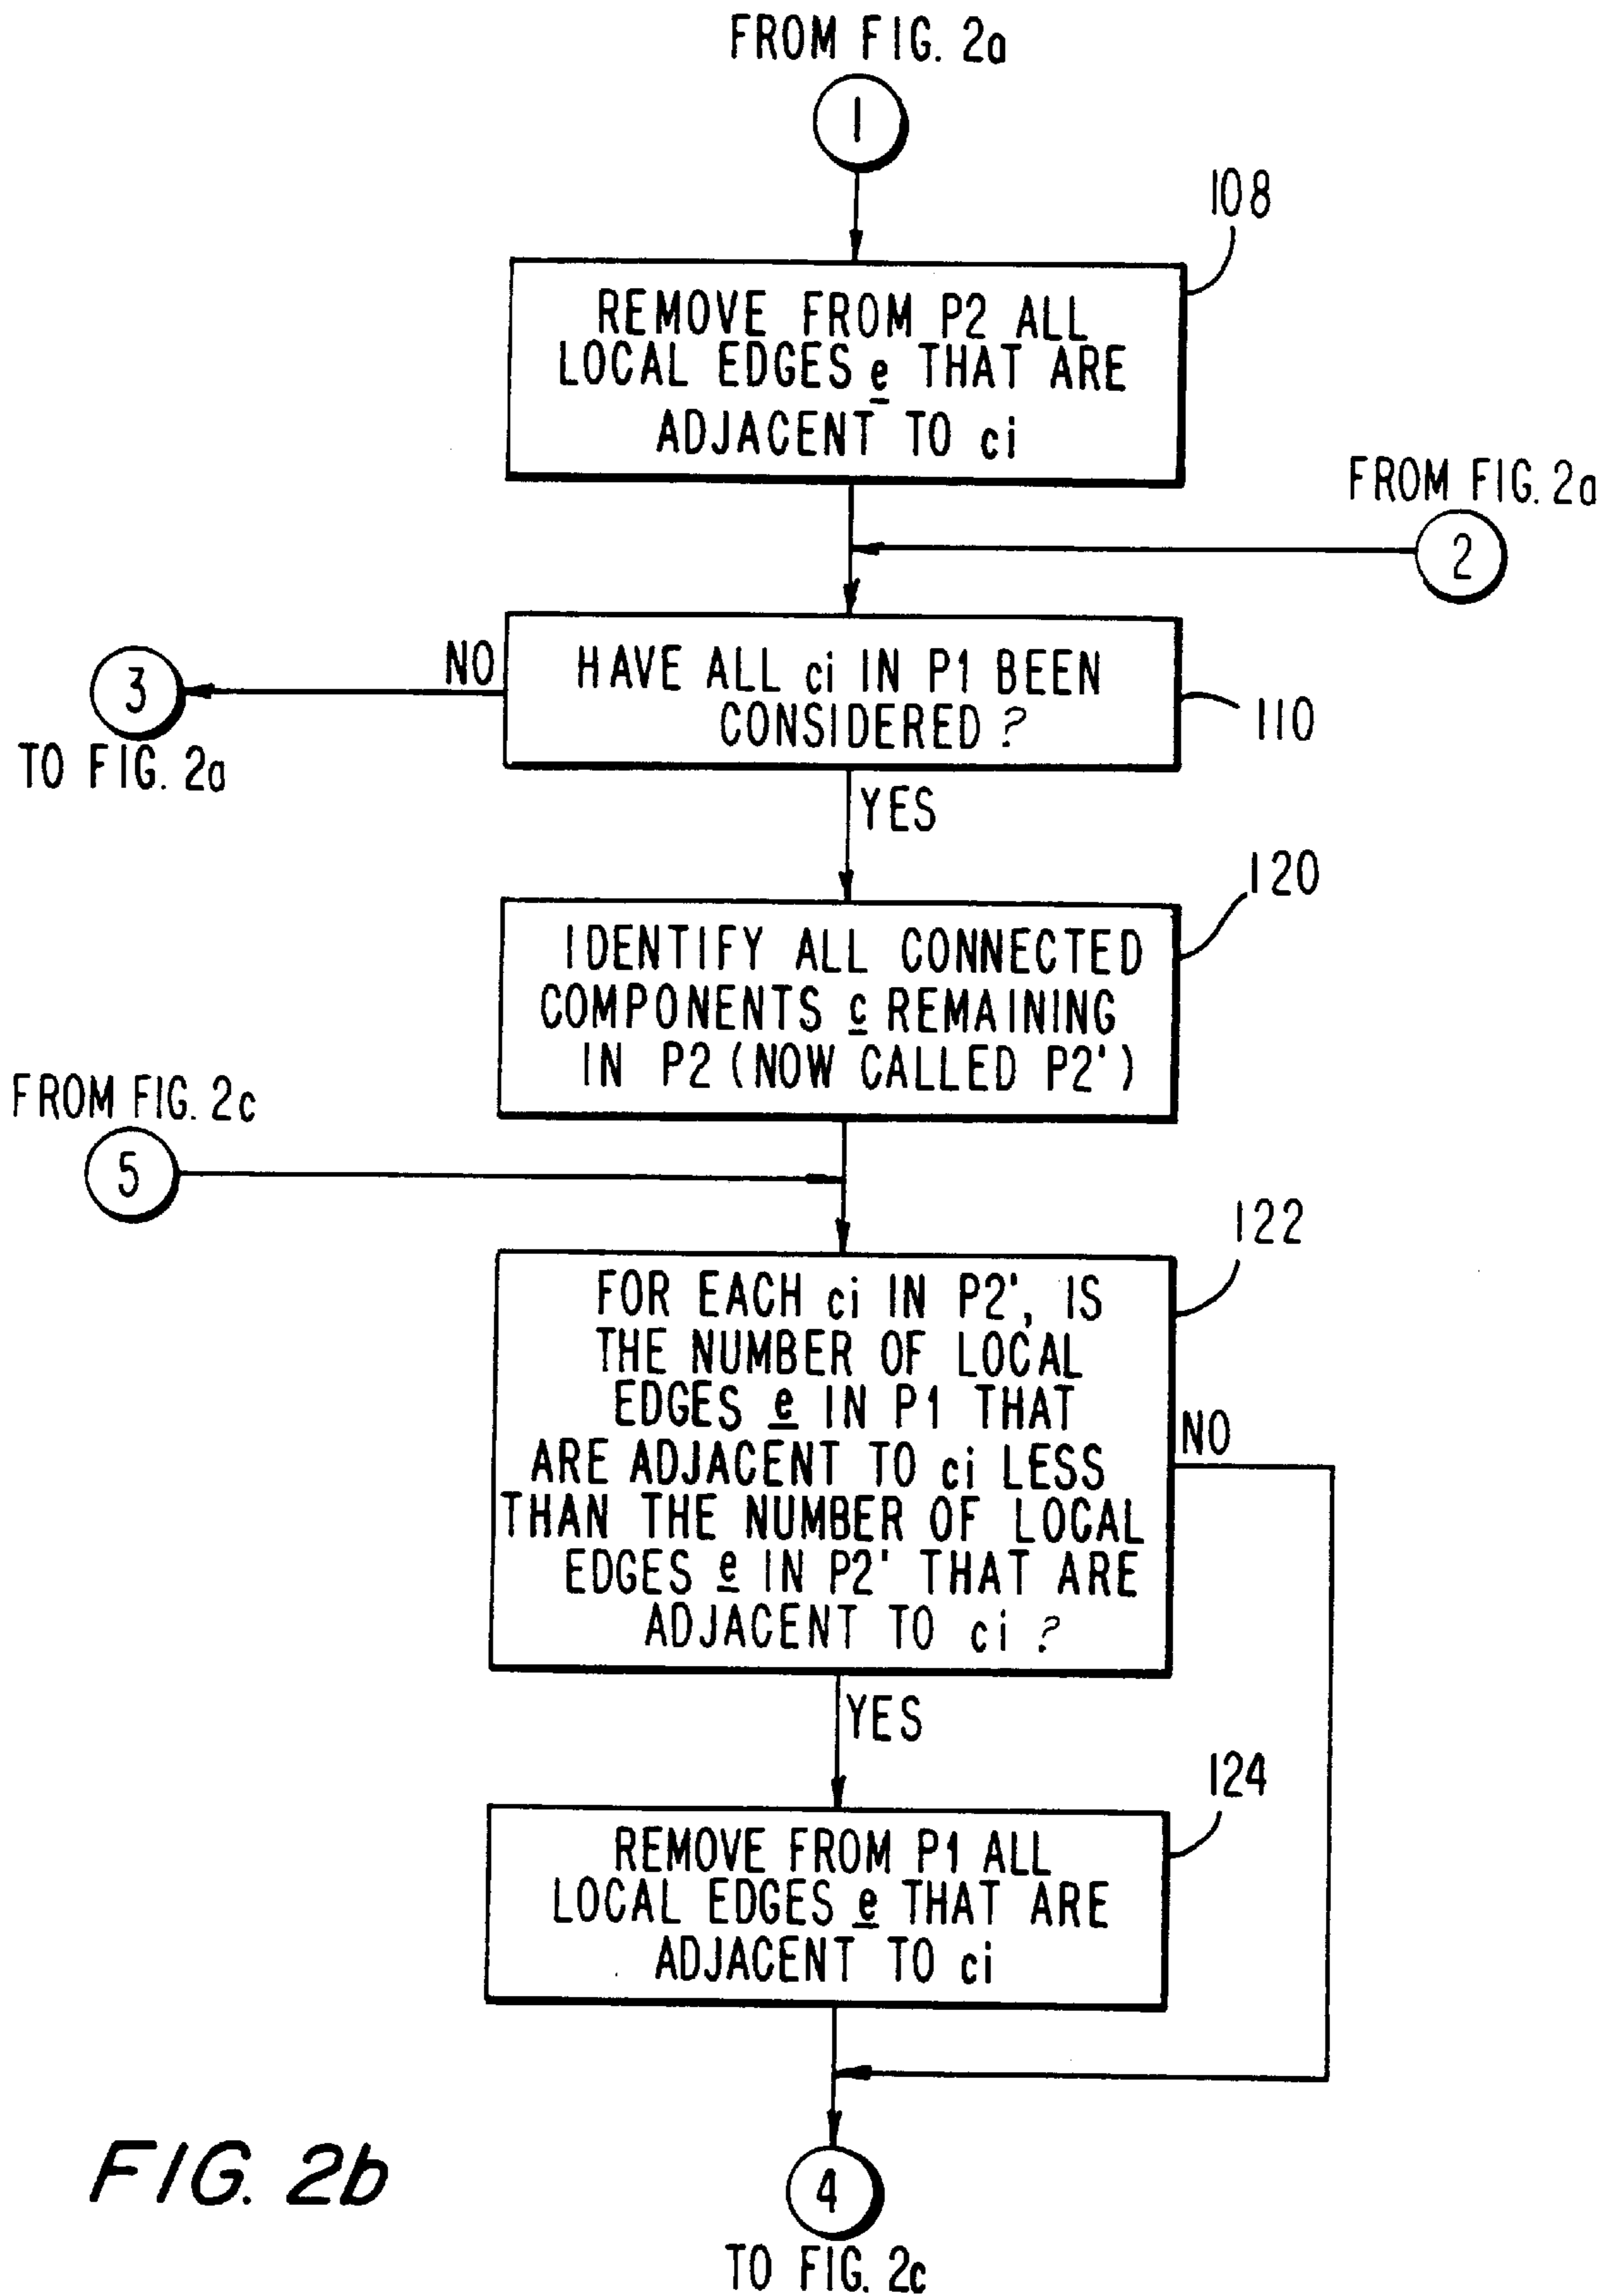 FROM FIG. 2a
1
108
REMOVE FROM P2 ALL
LOCAL EDGES e THAT ARE
ADJACENT TO ci
FROM FIG. 2a
2
HAVE ALL ci IN P1 BEEN
CONSIDERED?
110
NO
3
TO FIG. 2a
YES
120
IDENTIFY ALL CONNECTED
COMPONENTS c REMAINING
IN P2 (NOW CALLED P2')
FROM FIG. 2c
5
122
FOR EACH ci IN P2', IS
THE NUMBER OF LOCAL
EDGES e IN P1 THAT
ARE ADJACENT TO ci LESS
THAN THE NUMBER OF LOCAL
EDGES e IN P2' THAT ARE
ADJACENT TO ci?
NO
YES
124
REMOVE FROM P1 ALL
LOCAL EDGES e THAT ARE
ADJACENT TO ci
4
TO FIG. 2c
FIG. 2b